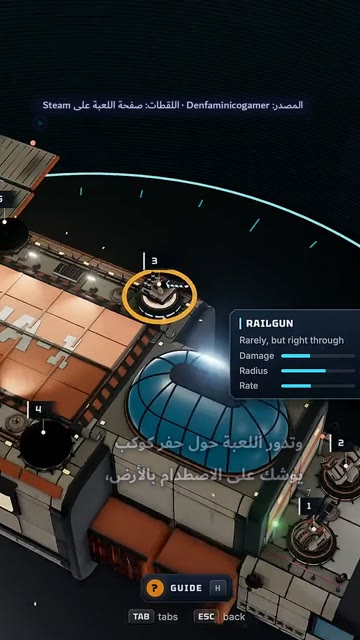 المصدر: Denfaminicogamer · اللقطات: صفحة اللعبة على Steam
3
RAILGUN
Rarely, but right through
Damage
Radius
Rate
4
وتدور اللعبة حول حفر كوكب
يوشك على الاصطدام بالأرض،
2
1
? GUIDE H
TAB tabs ESC back